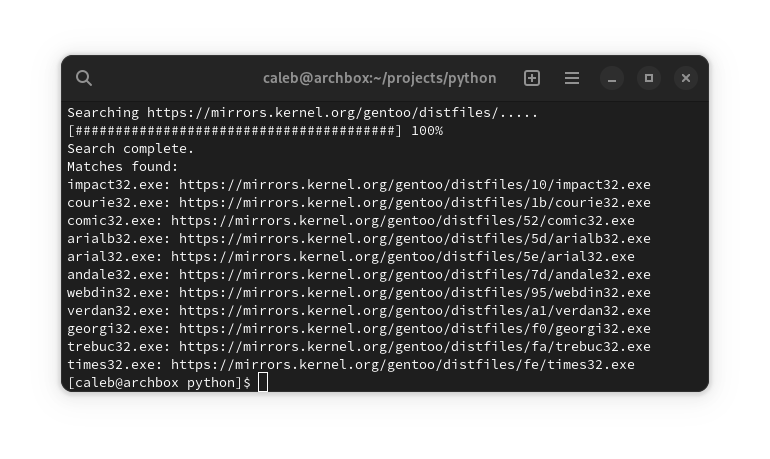 caleb@archbox:~/projects/python
Searching https://mirrors.kernel.org/gentoo/distfiles/.....
[########################################] 100%
Search complete.
Matches found:
impact32.exe: https://mirrors.kernel.org/gentoo/distfiles/10/impact32.exe
courie32.exe: https://mirrors.kernel.org/gentoo/distfiles/1b/courie32.exe
comic32.exe: https://mirrors.kernel.org/gentoo/distfiles/52/comic32.exe
arialb32.exe: https://mirrors.kernel.org/gentoo/distfiles/5d/arialb32.exe
arial32.exe: https://mirrors.kernel.org/gentoo/distfiles/5e/arial32.exe
andale32.exe: https://mirrors.kernel.org/gentoo/distfiles/7d/andale32.exe
webdin32.exe: https://mirrors.kernel.org/gentoo/distfiles/95/webdin32.exe
verdan32.exe: https://mirrors.kernel.org/gentoo/distfiles/a1/verdan32.exe
georgi32.exe: https://mirrors.kernel.org/gentoo/distfiles/f0/georgi32.exe
trebuc32.exe: https://mirrors.kernel.org/gentoo/distfiles/fa/trebuc32.exe
times32.exe: https://mirrors.kernel.org/gentoo/distfiles/fe/times32.exe
[caleb@archbox python]$